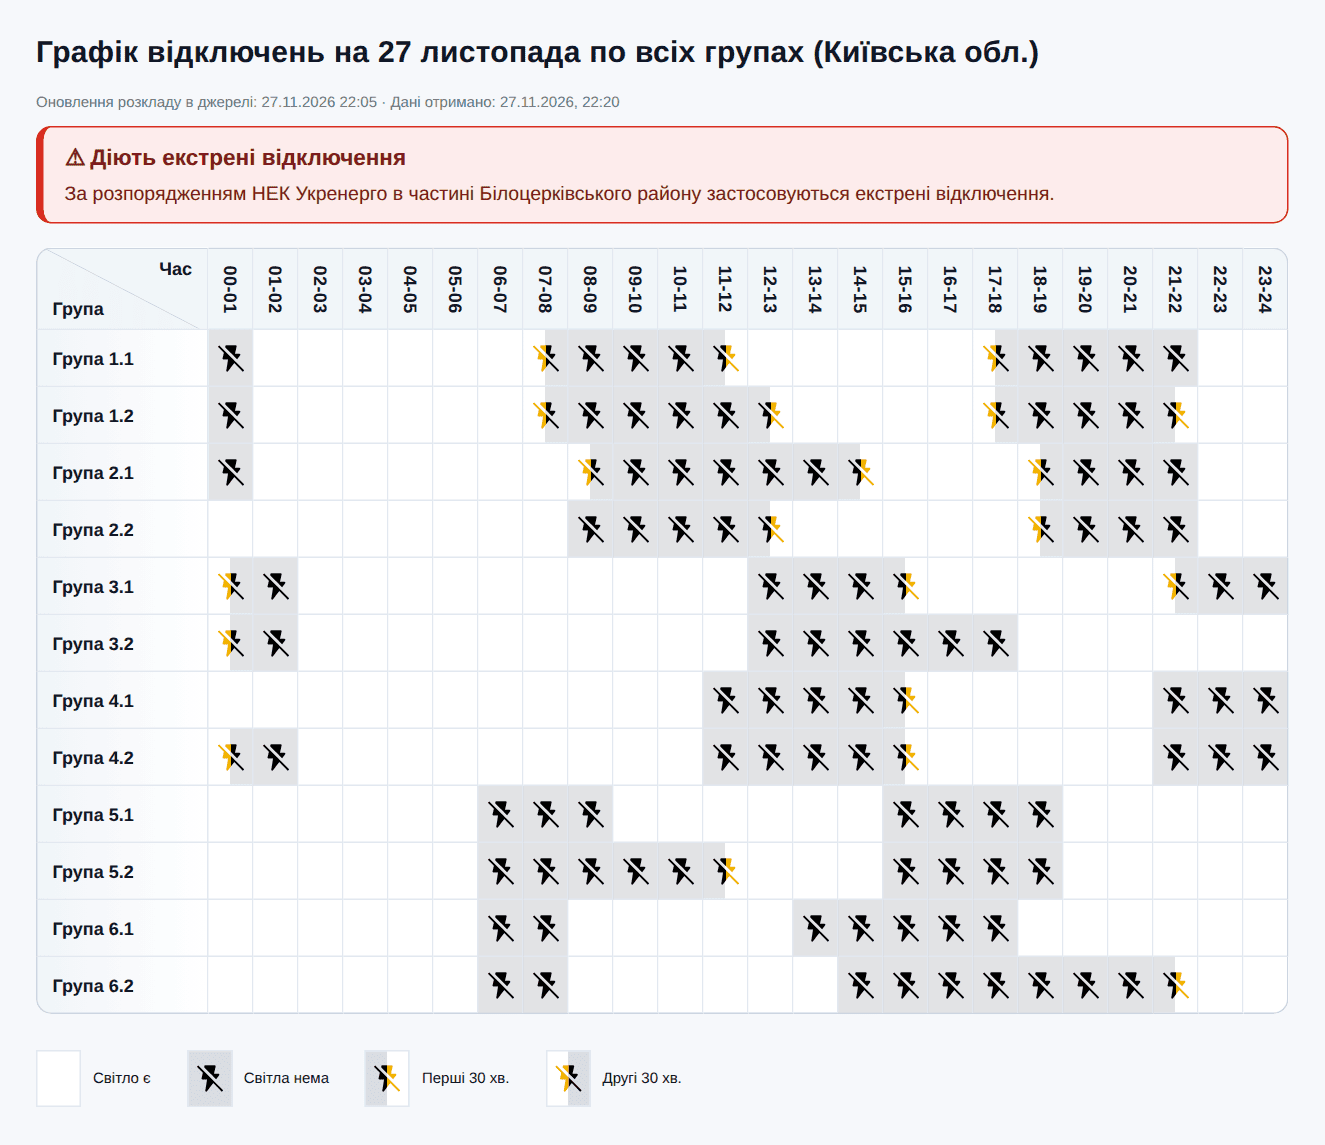 Графік відключень на 27 листопада по всіх групах (Київська обл.)
Оновлення розкладу в джерелі: 27.11.2026 22:05 · Дані отримано: 27.11.2026, 22:20
⚠ Діють екстрені відключення
За розпорядженням НЕК Укренерго в частині Білоцерківського району застосовуються екстрені відключення.
Час
Група
00-01 01-02 02-03 03-04 04-05 05-06 06-07 07-08 08-09 09-10 10-11 11-12 12-13 13-14 14-15 15-16 16-17 17-18 18-19 19-20 20-21 21-22 22-23 23-24
Група 1.1
Група 1.2
Група 2.1
Група 2.2
Група 3.1
Група 3.2
Група 4.1
Група 4.2
Група 5.1
Група 5.2
Група 6.1
Група 6.2
Світло є
Світла нема
Перші 30 хв.
Другі 30 хв.